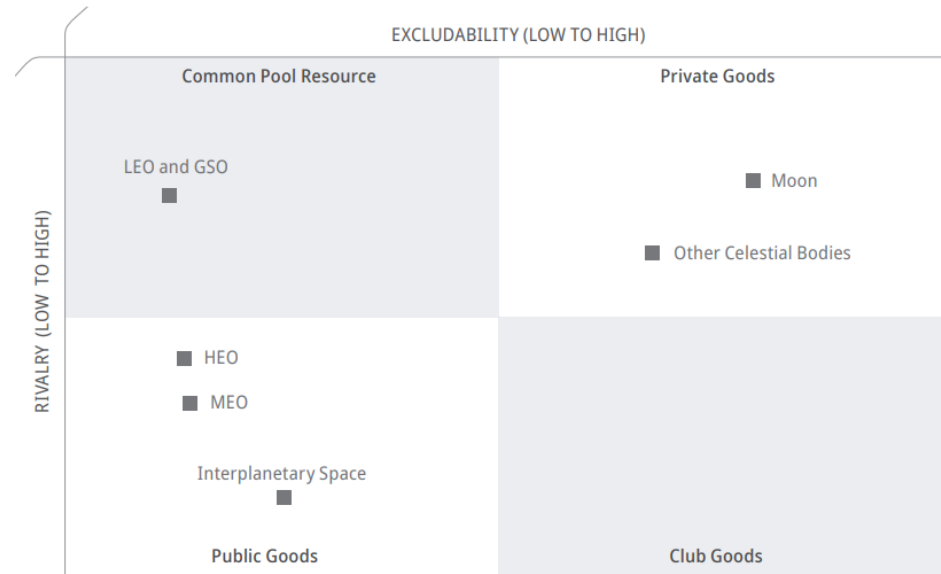 EXCLUDABILITY (LOW TO HIGH)
Common Pool Resource
Private Goods
LEO and GSO
Moon
Other Celestial Bodies
RIVALRY (LOW TO HIGH)
HEO
MEO
Interplanetary Space
Public Goods
Club Goods